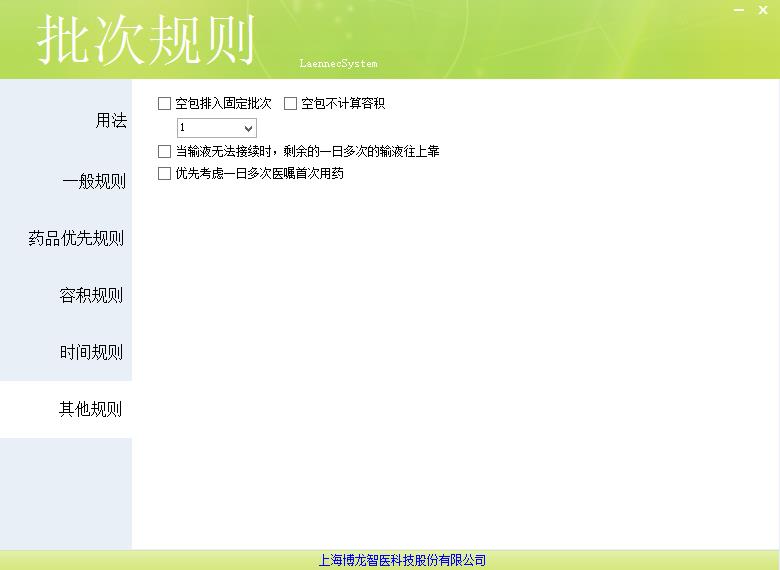 批次规则
LaennecSystem
用法
一般规则
药品优先规则
容积规则
时间规则
其他规则
空包排入固定批次 空包不计算容积
1
当输液无法接续时，剩余的一日多次的输液往上靠
优先考虑一日多次医嘱首次用药
上海博龙智医科技股份有限公司